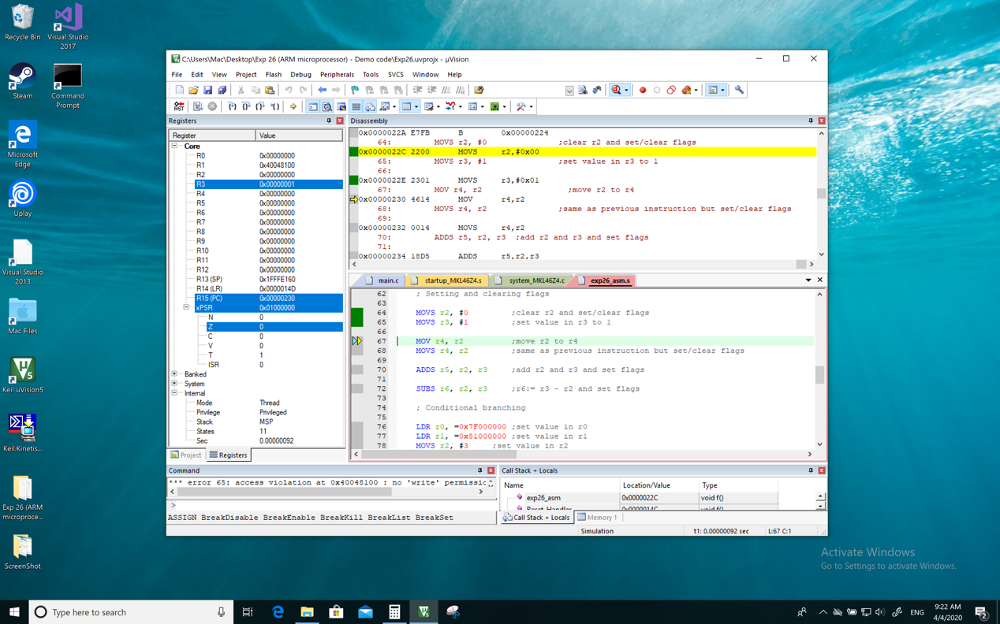 Recycle Bin
Visual Studio 2017
Steam
Command Prompt
Microsoft Edge
Uplay
Visual Studio 2013
Mac Files
Keil uVision5
Keil.Kinetis...
Exp 26 (ARM microproce...
ScreenShot
C:\Users\Mac\Desktop\Exp 26 (ARM microprocessor) - Demo code\Exp26.uvprojx - µVision
File Edit View Project Flash Debug Peripherals Tools SVCS Window Help
RST
Registers
Register Value
Core
R0 0x00000000
R1 0x40048100
R2 0x00000000
R3 0x00000001
R4 0x00000000
R5 0x00000000
R6 0x00000000
R7 0x00000000
R8 0x00000000
R9 0x00000000
R10 0x00000000
R11 0x00000000
R12 0x00000000
R13 (SP) 0x1FFFE160
R14 (LR) 0x0000014D
R15 (PC) 0x00000230
xPSR 0x01000000
N 0
Z 0
C 0
V 0
T 1
ISR 0
Banked
System
Internal
Mode Thread
Privilege Privileged
Stack MSP
States 11
Sec 0.00000092
Project Registers
Disassembly
0x0000022A E7FB B 0x00000224
64: MOVS r2, #0 ;clear r2 and set/clear flags
0x0000022C 2200 MOVS r2,#0x00
65: MOVS r3, #1 ;set value in r3 to 1
66:
0x0000022E 2301 MOVS r3,#0x01
67: MOV r4, r2 ;move r2 to r4
0x00000230 4614 MOV r4,r2
68: MOVS r4, r2 ;same as previous instruction but set/clear flags
69:
0x00000232 0014 MOVS r4,r2
70: ADDS r5, r2, r3 ;add r2 and r3 and set flags
71:
0x00000234 18D5 ADDS r5,r2,r3
main.c startup_MKL46Z4.s system_MKL46Z4.c exp26_asm.s
62 ; Setting and clearing flags
63
64 MOVS r2, #0 ;clear r2 and set/clear flags
65 MOVS r3, #1 ;set value in r3 to 1
66
67 MOV r4, r2 ;move r2 to r4
68 MOVS r4, r2 ;same as previous instruction but set/clear flags
69
70 ADDS r5, r2, r3 ;add r2 and r3 and set flags
71
72 SUBS r6, r2, r3 ;r6:= r3 - r2 and set flags
73
74 ; Conditional branching
75
76 LDR r0, =0x7F000000 ;set value in r0
77 LDR r1, =0x81000000 ;set value in r1
78 MOVS r2, #3 ;set value in r2
Command
*** error 65: access violation at 0x40048100 : no 'write' permissio
>
ASSIGN BreakDisable BreakEnable BreakKill BreakList BreakSet
Call Stack + Locals
Name Location/Value Type
exp26_asm 0x0000022C void f()
Reset_Handler 0x0000014C void f()
Call Stack + Locals Memory 1
Simulation t1: 0.00000092 sec L:67 C:1
Activate Windows
Go to Settings to activate Windows.
Type here to search
ENG
9:22 AM
4/4/2020
2